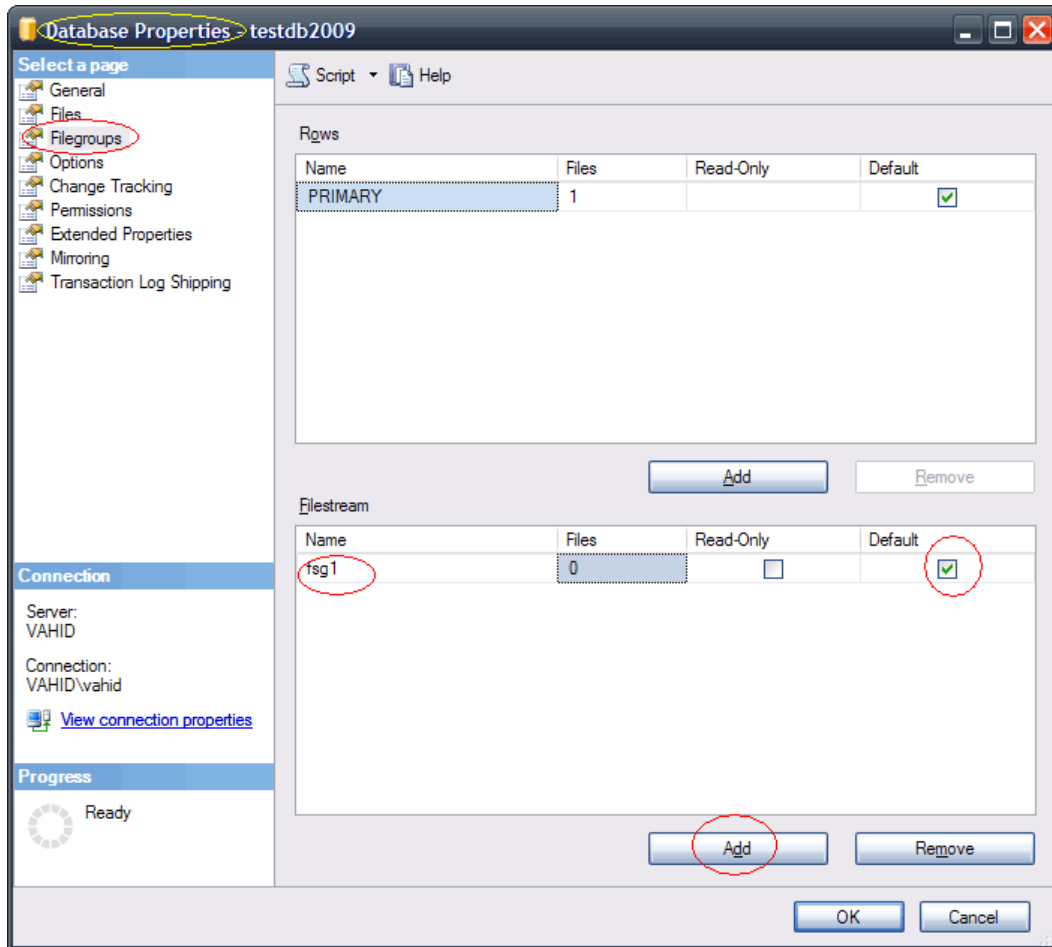 Database Properties - testdb2009
Select a page
General
Files
Filegroups
Options
Change Tracking
Permissions
Extended Properties
Mirroring
Transaction Log Shipping
Connection
Server:
VAHID
Connection:
VAHID\vahid
View connection properties
Progress
Ready
Script Help
Rows
Name Files Read-Only Default
PRIMARY 1
Add Remove
Filestream
Name Files Read-Only Default
fsg1 0
Add Remove
OK Cancel